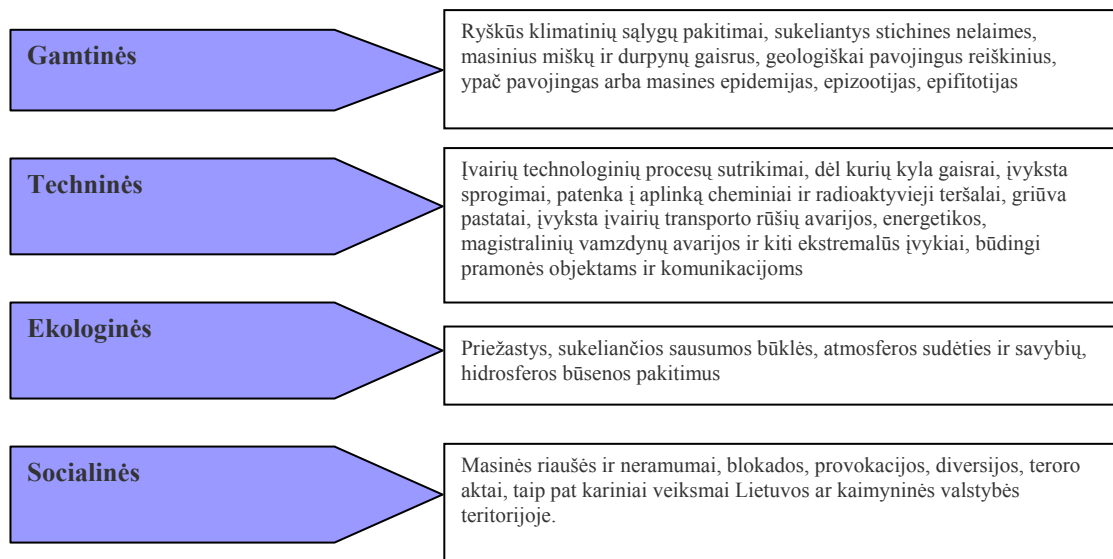 Gamtinės
Ryškūs klimatinių sąlygų pakitimai, sukeliantys stichines nelaimes,
masinius miškų ir durpynų gaisrus, geologiškai pavojingus reiškinius,
ypač pavojingas arba masines epidemijas, epizootijas, epifitotijas
Techninės
Įvairių technologinių procesų sutrikimai, dėl kurių kyla gaisrai, įvyksta
sprogimai, patenka į aplinką cheminiai ir radioaktyvieji teršalai, griūva
pastatai, įvyksta įvairių transporto rūšių avarijos, energetikos,
magistralinių vamzdynų avarijos ir kiti ekstremalūs įvykiai, būdingi
pramonės objektams ir komunikacijoms
Ekologinės
Priežastys, sukeliančios sausumos būklės, atmosferos sudėties ir savybių,
hidrosferos būsenos pakitimus
Socialinės
Masinės riaušės ir neramumai, blokados, provokacijos, diversijos, teroro
aktai, taip pat kariniai veiksmai Lietuvos ar kaimyninės valstybės
teritorijoje.